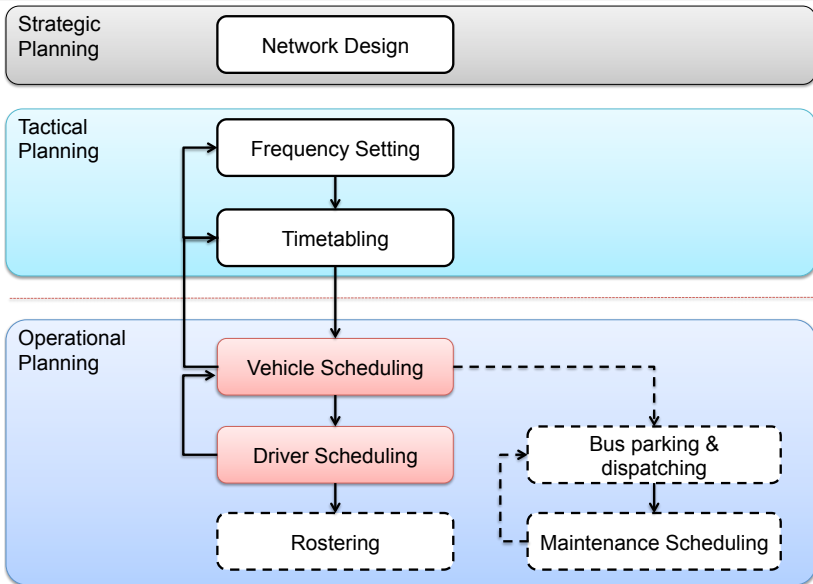 Strategic
Planning
Network Design
Tactical
Planning
Frequency Setting
Timetabling
Operational
Planning
Vehicle Scheduling
Driver Scheduling
Bus parking &
dispatching
Rostering
Maintenance Scheduling